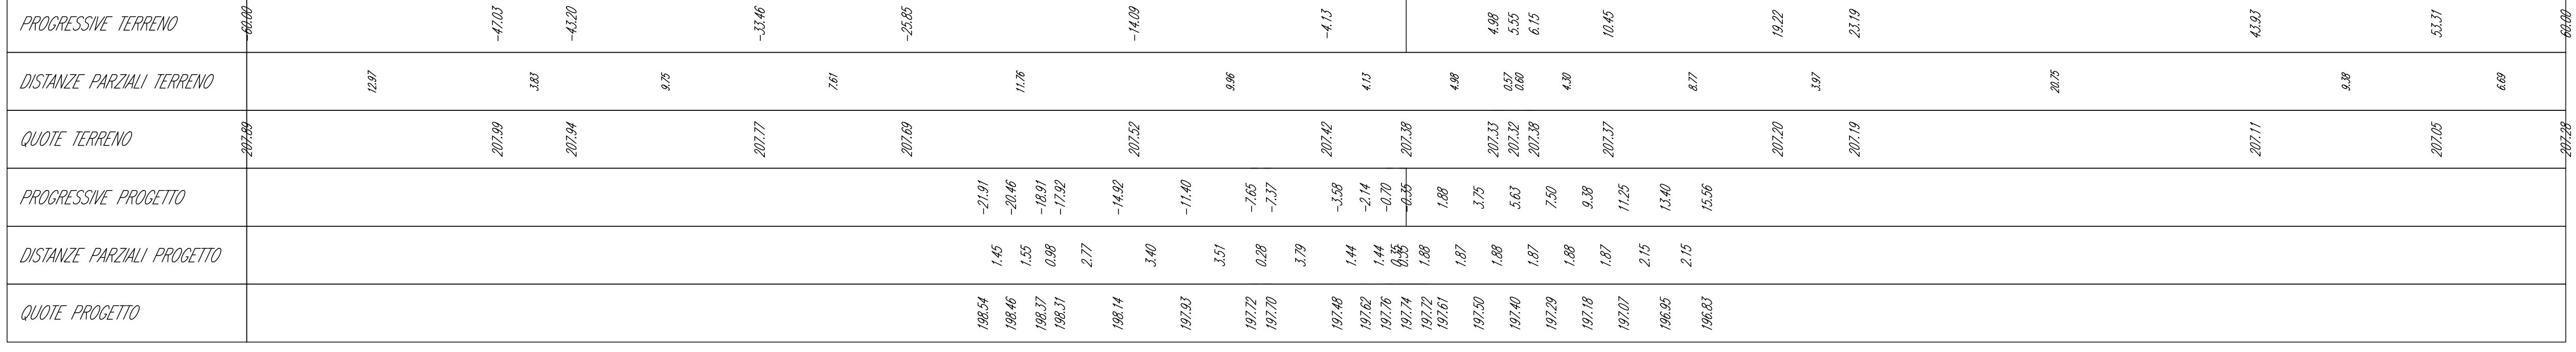 PROGRESSIVE TERRENO -60.00 -47.03 -43.20 -33.46 -25.85 -14.09 -4.13 4.98 5.55 6.15 10.45 19.22 23.19 43.93 53.31 60.00
DISTANZE PARZIALI TERRENO 12.97 3.83 9.75 7.61 11.76 9.96 4.13 4.98 0.57 0.60 4.30 8.77 3.97 20.75 9.38 6.69
QUOTE TERRENO 207.89 207.99 207.94 207.77 207.69 207.52 207.42 207.38 207.33 207.32 207.38 207.37 207.20 207.19 207.11 207.05 207.28
PROGRESSIVE PROGETTO -21.91 -20.46 -18.91 -17.92 -14.92 -11.40 -7.65 -7.37 -3.58 -2.14 -0.70 -0.35 1.88 3.75 5.63 7.50 9.38 11.25 13.40 15.56
DISTANZE PARZIALI PROGETTO 1.45 1.55 0.98 2.77 3.40 3.51 0.28 3.79 1.44 1.44 0.35 0.35 1.88 1.87 1.88 1.87 1.88 1.87 2.15 2.15
QUOTE PROGETTO 198.54 198.46 198.37 198.31 198.14 197.93 197.72 197.70 197.48 197.62 197.76 197.74 197.72 197.61 197.50 197.40 197.29 197.18 197.07 196.95 196.83